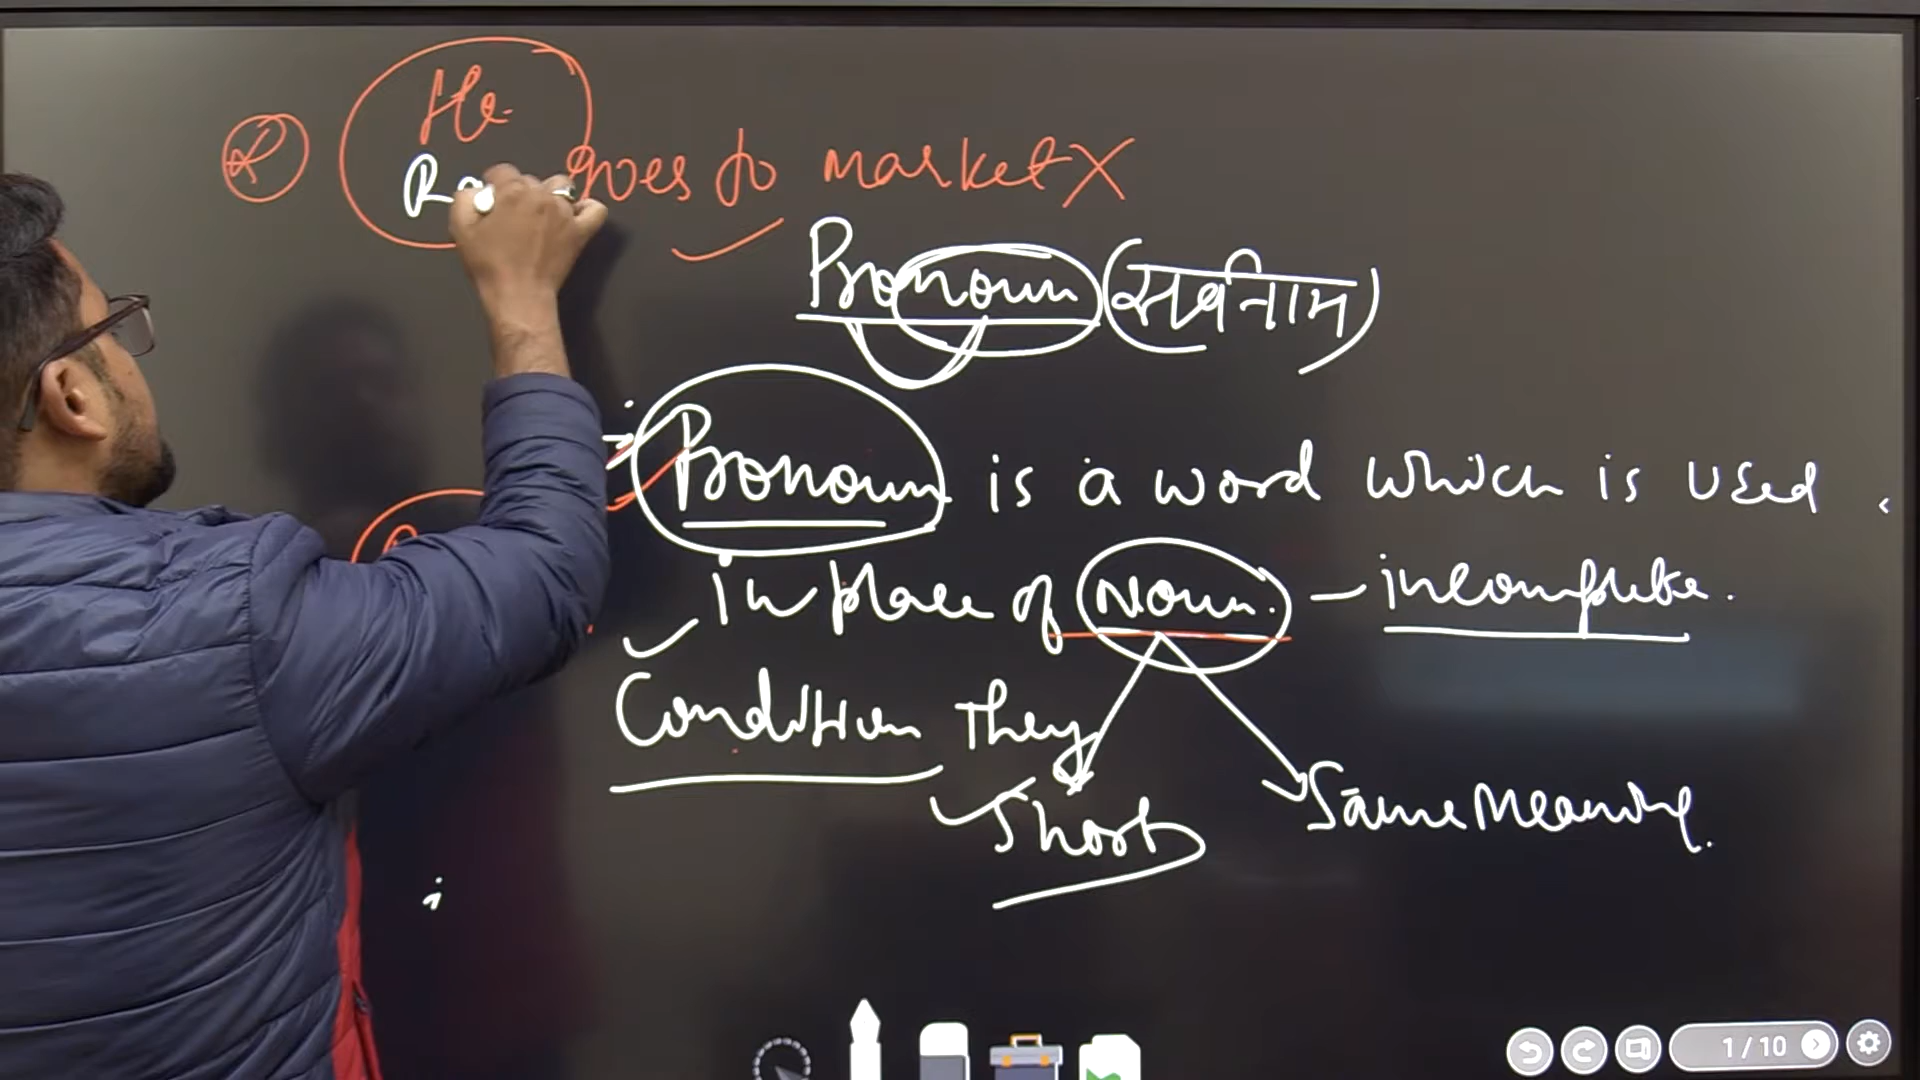 He
goes to market X
Pronoun (सर्वनाम)
Pronoun is a word which is used
in place of Noun. – incomplete.
Condition They
Short
Same Meaning.
1 / 10